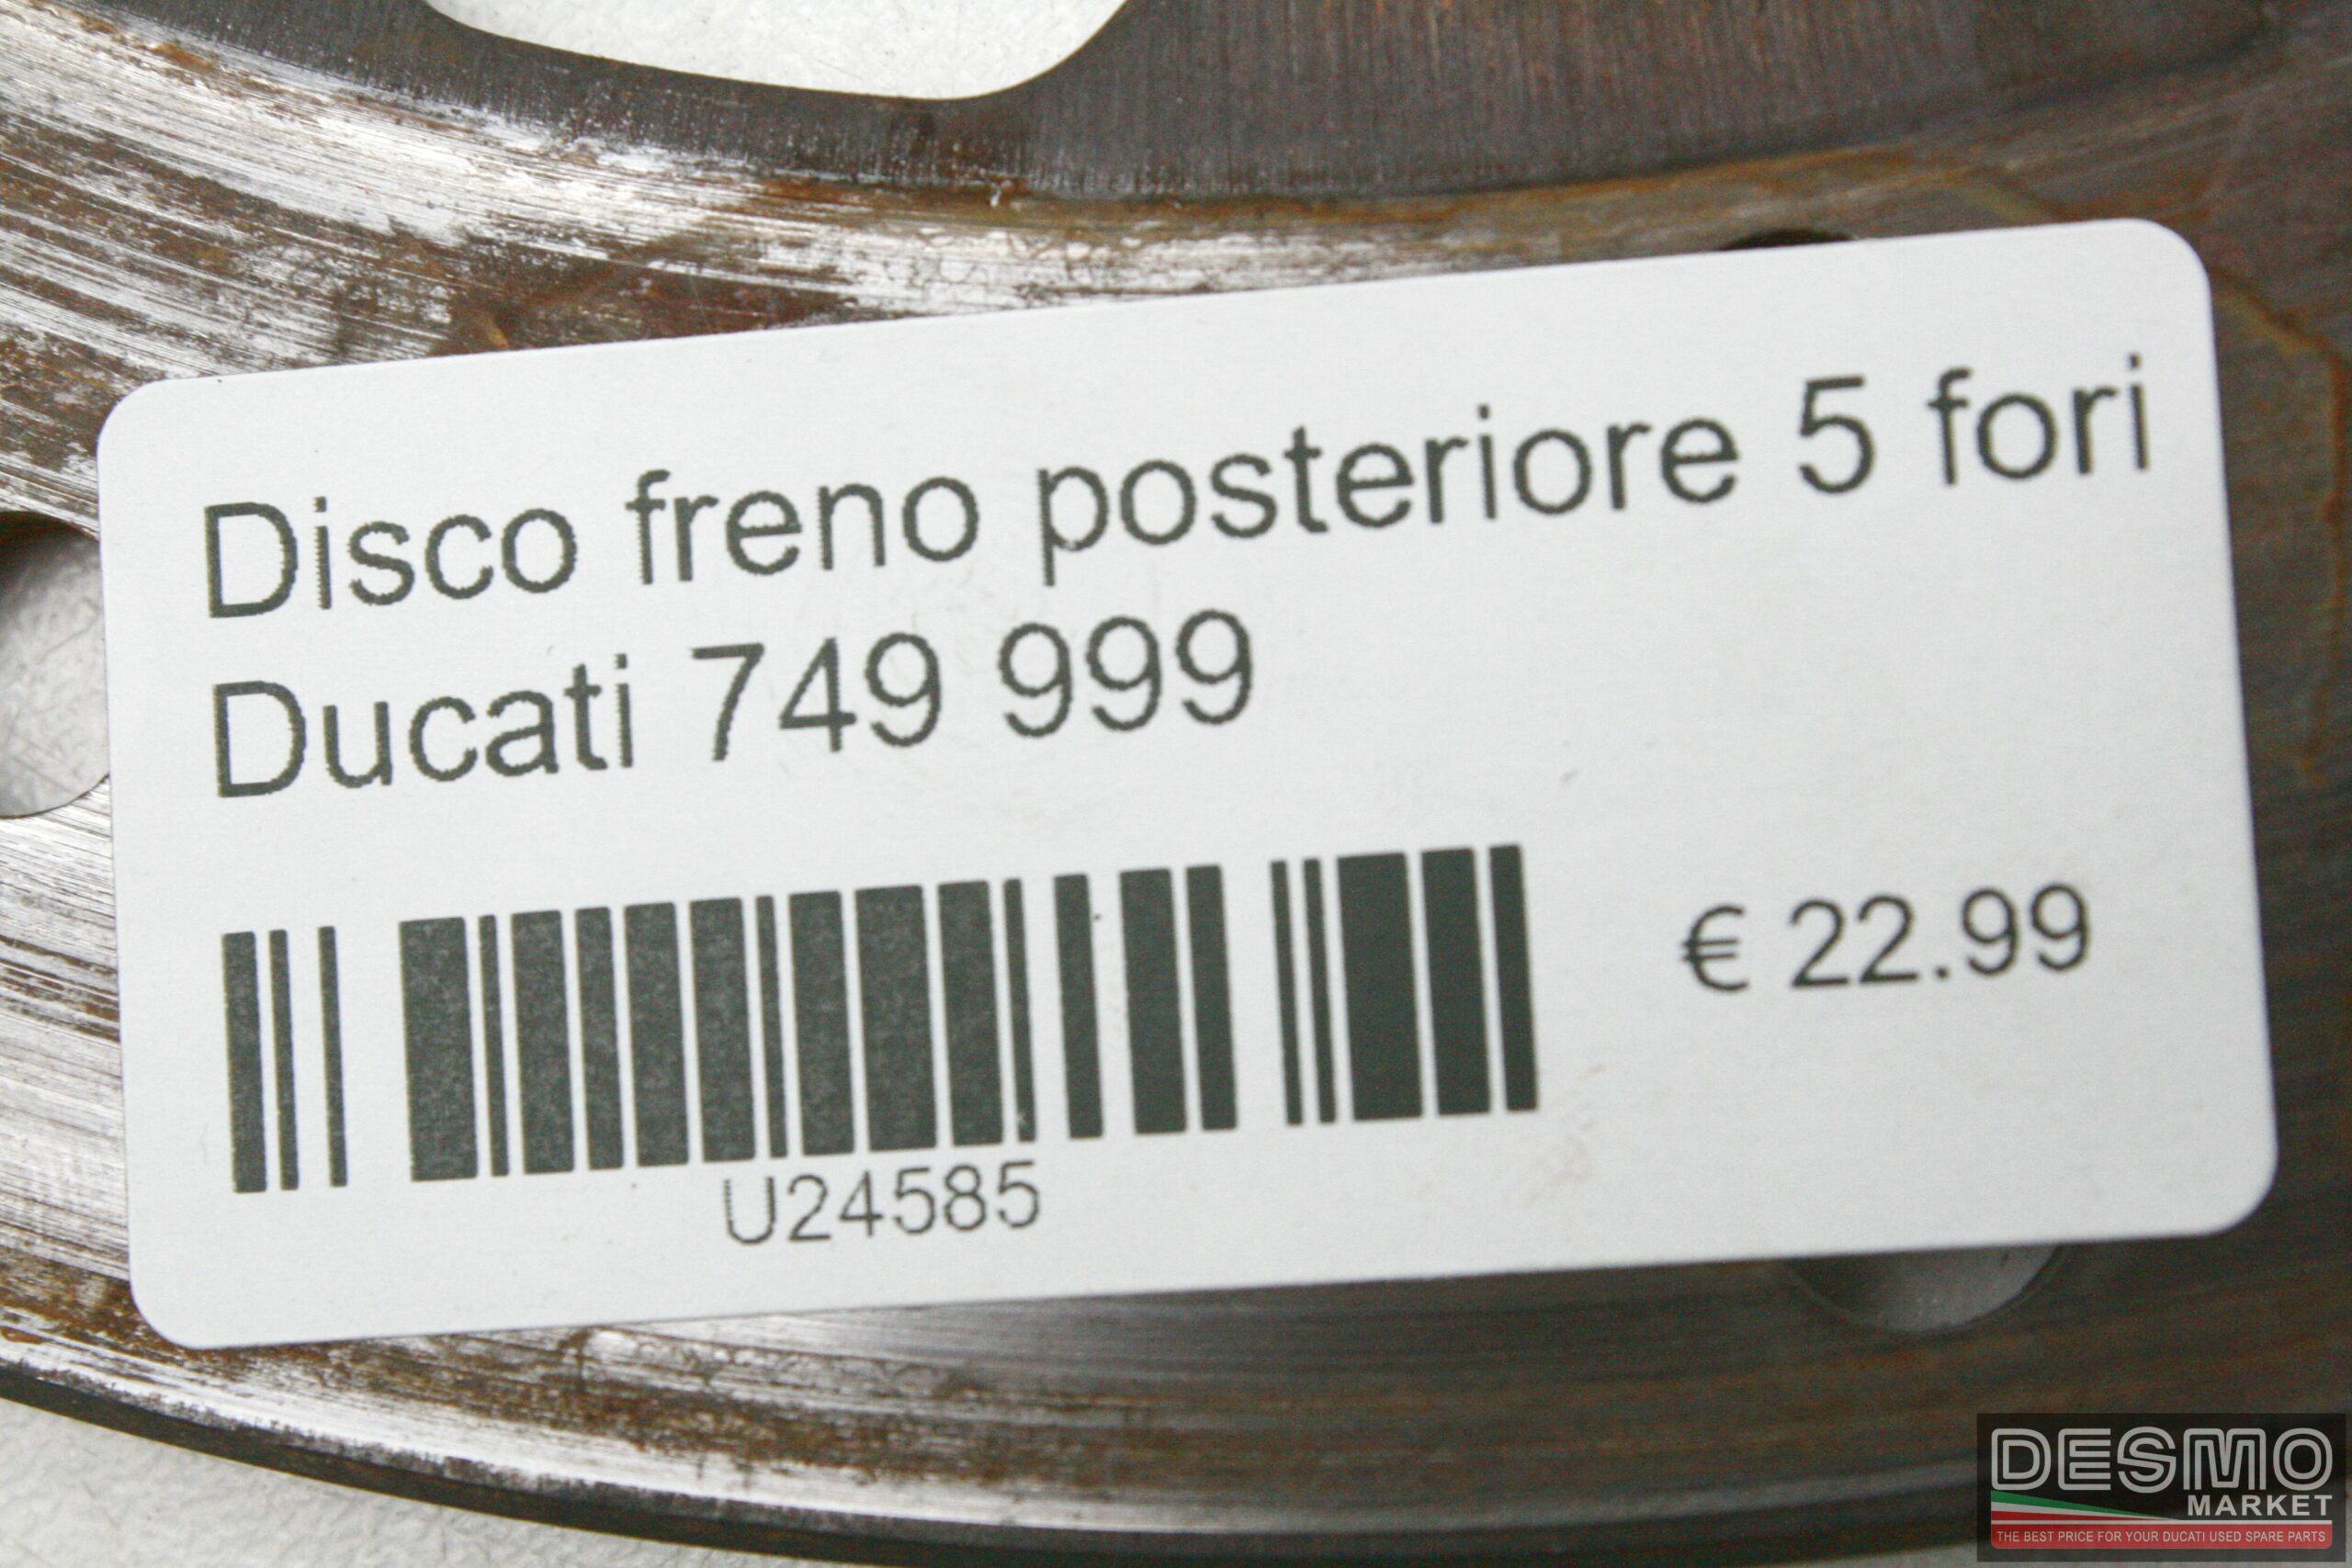 Disco freno posteriore 5 fori
Ducati 749 999
€ 22.99
U24585
DESMO
MARKET
THE BEST PRICE FOR YOUR DUCATI USED SPARE PARTS